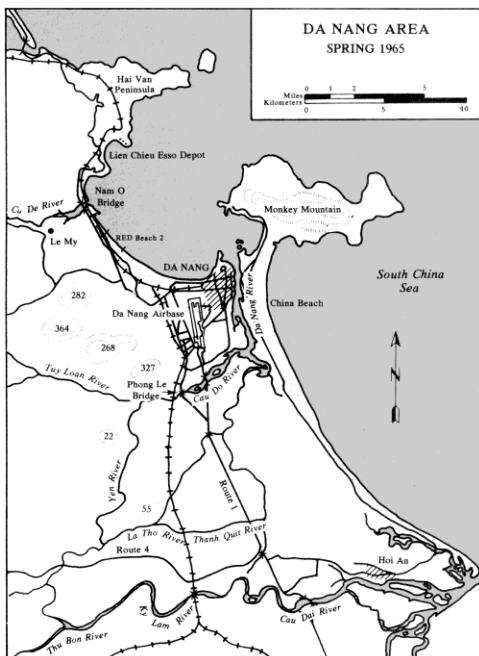 DA NANG AREA
SPRING 1965
0 1 2 5
Miles
Kilometers
0 5 10
Hai Van
Peninsula
Lien Chieu Esso Depot
Nam O
Bridge
Cu De River
Le My
RED Beach 2
Monkey Mountain
DA NANG
South China
Sea
282
Da Nang Airbase
Da Nang River
China Beach
364
268
327
Tuy Loan River
Phong Le
Bridge
Cau Do River
N
22
Yen River
Route 1
55
La Tho River
Thanh Quit River
Route 4
Hoi An
Ky Lam River
Cau Dai River
Thu Bon River